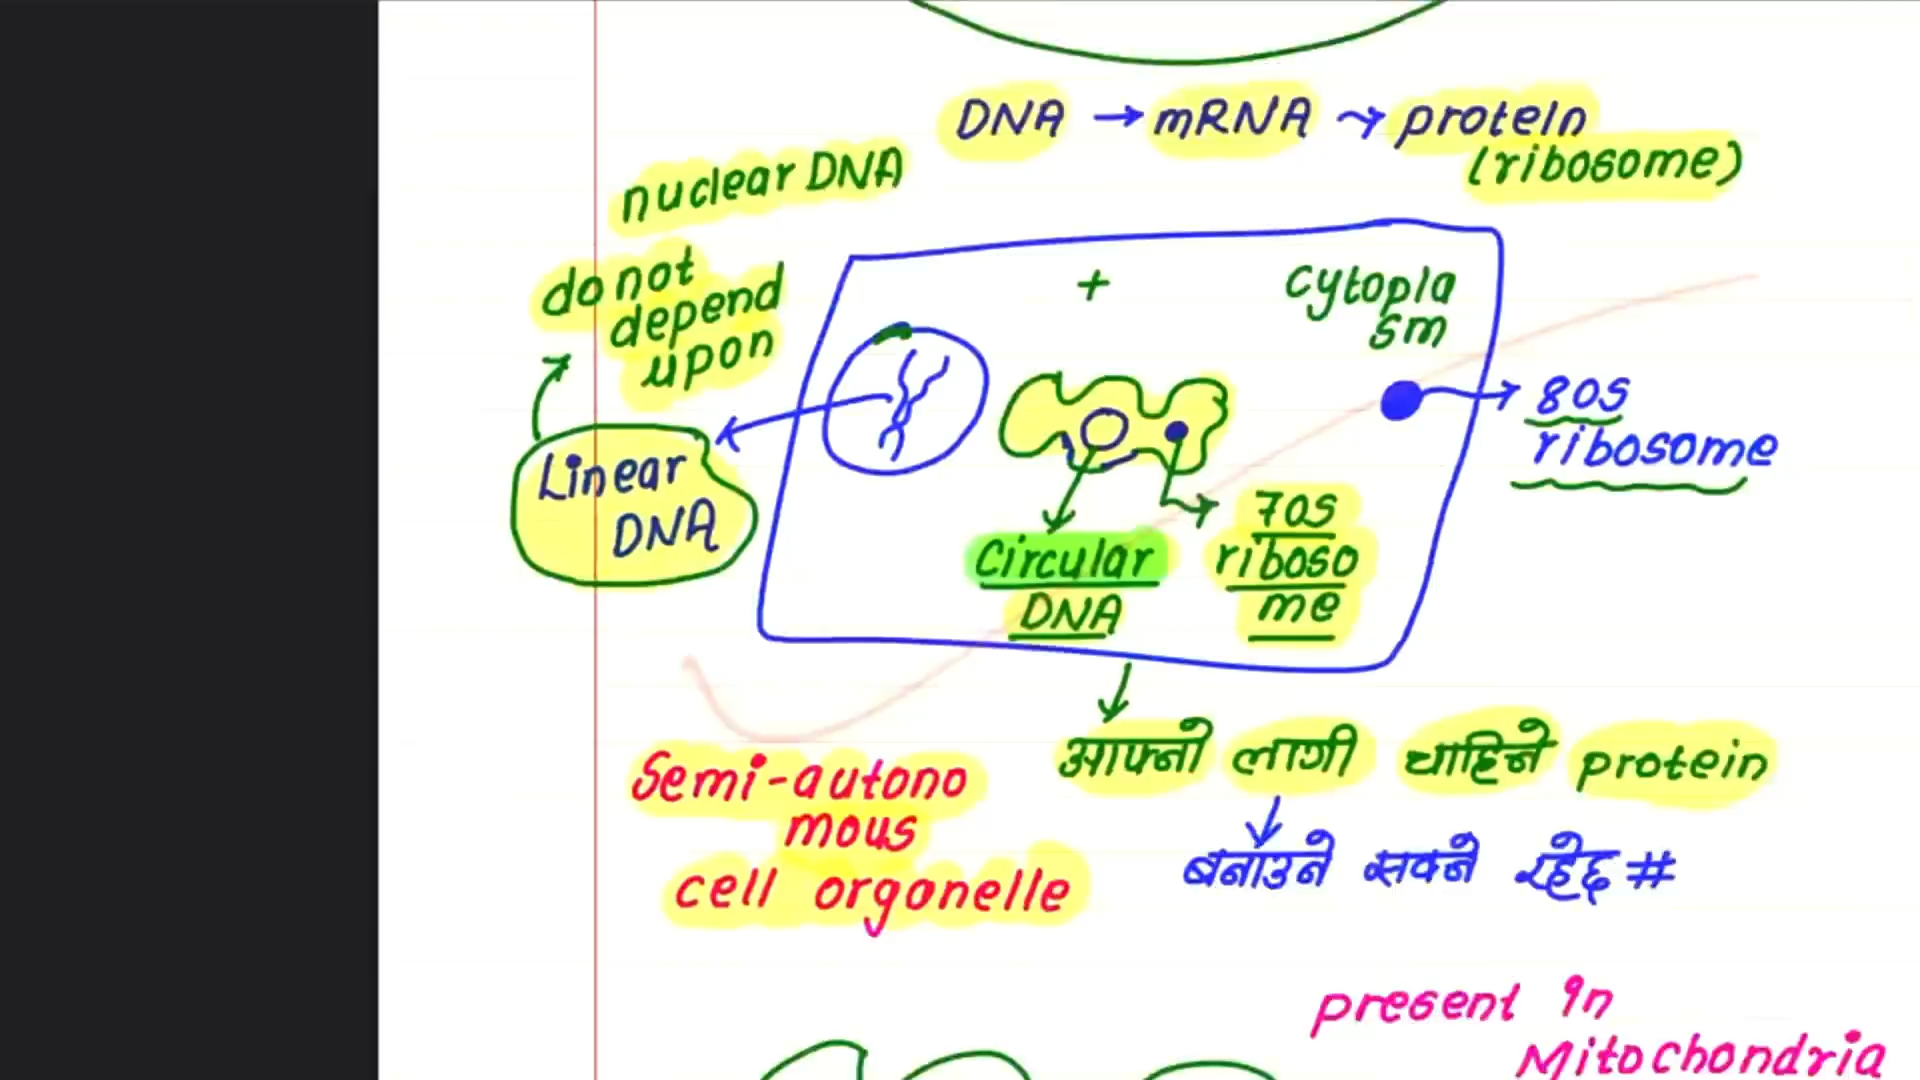 DNA → mRNA → protein
(ribosome)
nuclear DNA
do not
depend
upon
+
Cytopla
sm
80S
ribosome
Linear
DNA
70S
riboso
me
Circular
DNA
आफ्नो लागी चाहिने protein
Semi-autono
mous
cell organelle
बनाउने सक्ने रहेछ #
present in
Mitochondria